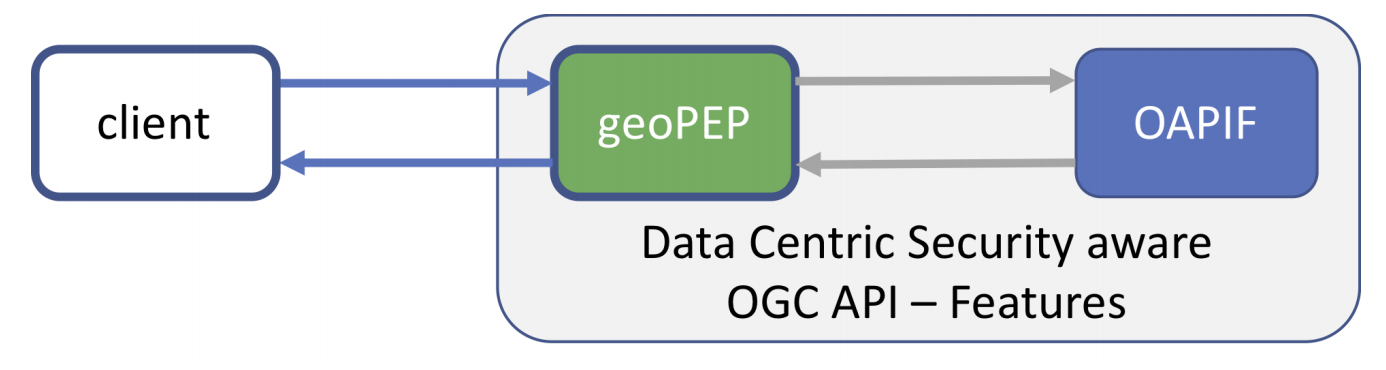 client
geoPEP
OAPIF
Data Centric Security aware
OGC API – Features